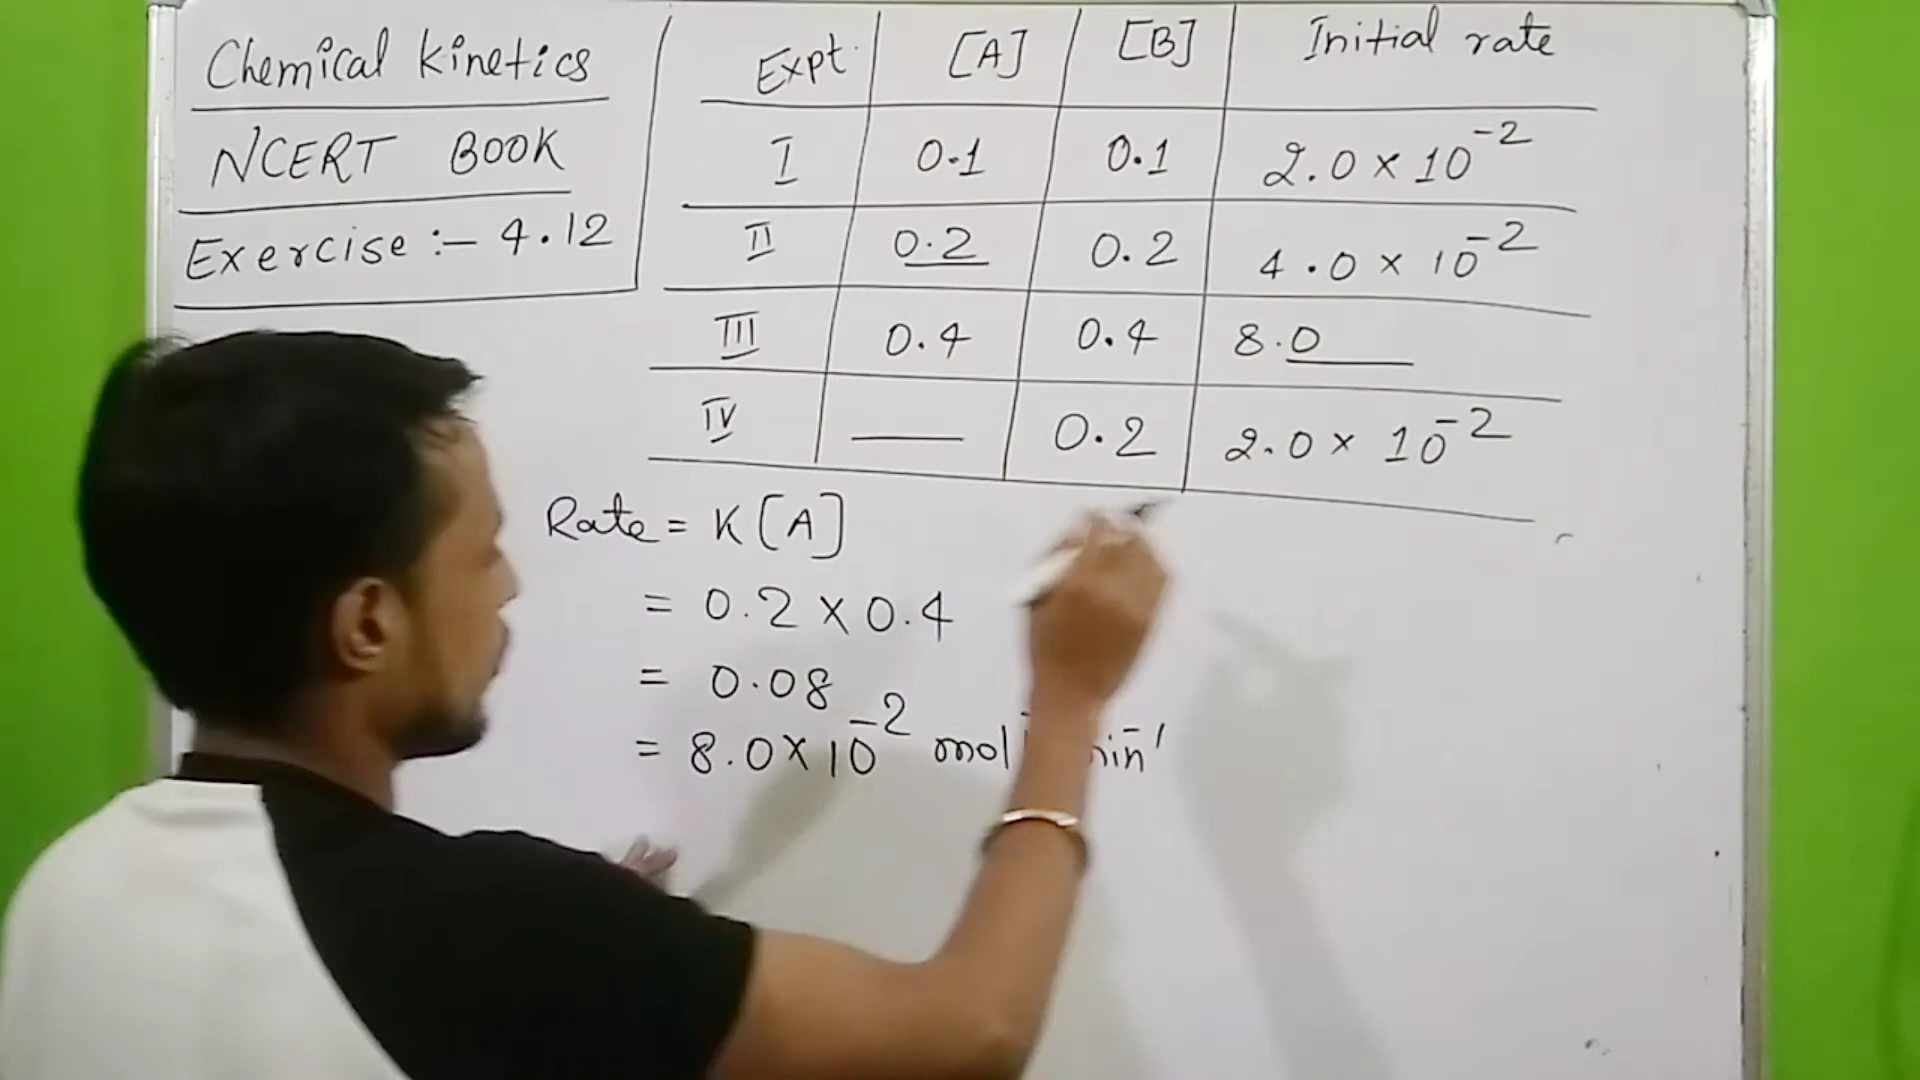 Chemical kinetics
NCERT BOOK
Exercise :- 4.12
Expt. [A] [B] Initial rate
I 0.1 0.1 2.0 × 10⁻²
II 0.2 0.2 4.0 × 10⁻²
III 0.4 0.4 8.0
IV — 0.2 2.0 × 10⁻²
Rate = K [A]
= 0.2 × 0.4
= 0.08
= 8.0 × 10⁻² mol